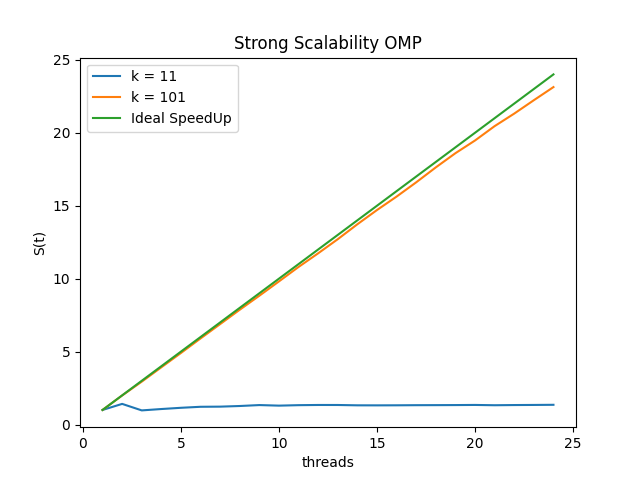 Strong Scalability OMP
25
k = 11
k = 101
Ideal SpeedUp
20
15
S(t)
10
5
0
0 5 10 15 20 25
threads